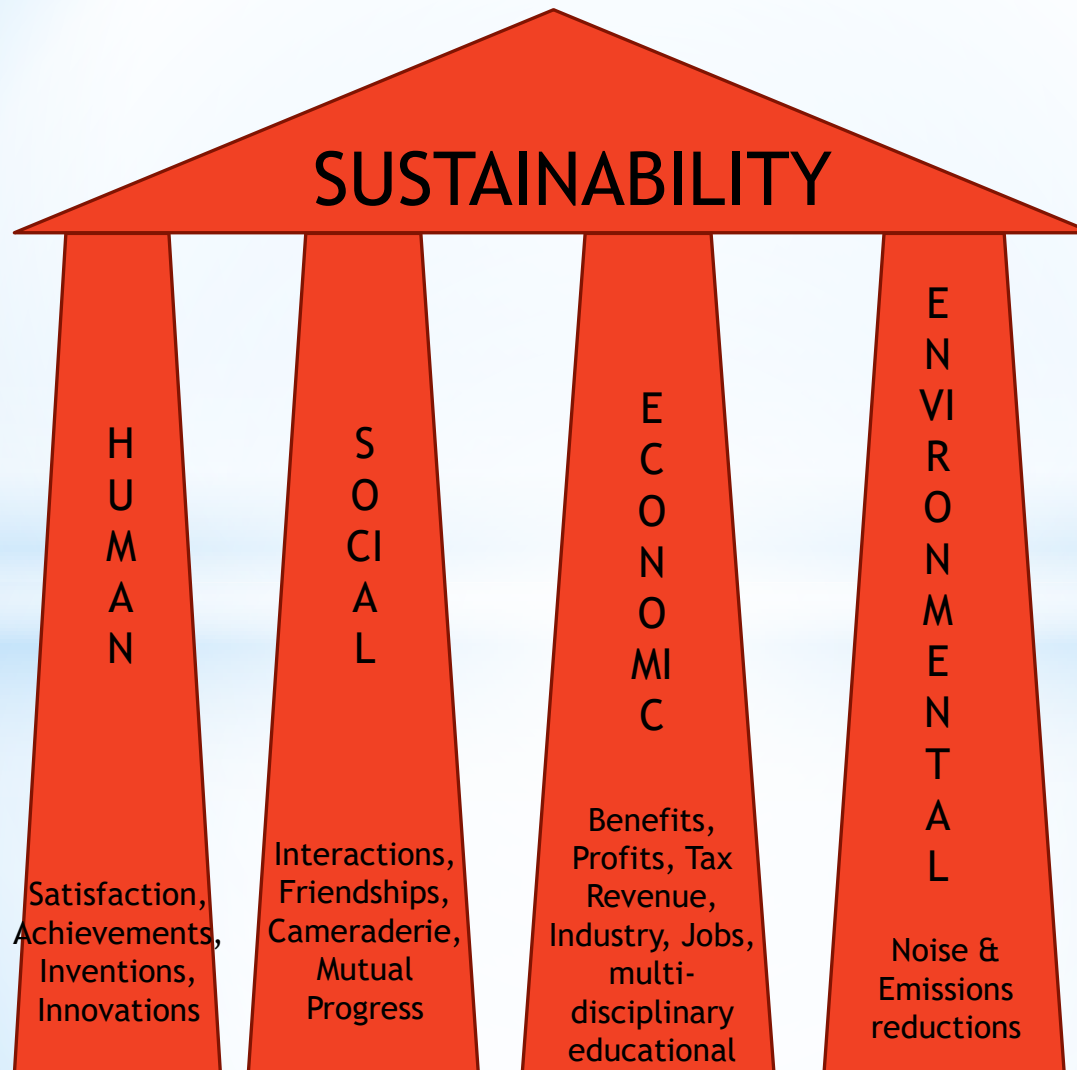 SUSTAINABILITY
H
U
M
A
N
Satisfaction,
Achievements,
Inventions,
Innovations
S
O
CI
A
L
Interactions,
Friendships,
Cameraderie,
Mutual
Progress
E
C
O
N
O
MI
C
Benefits,
Profits, Tax
Revenue,
Industry, Jobs,
multi-
disciplinary
educational
E
N
VI
R
O
N
M
E
N
T
A
L
Noise &
Emissions
reductions